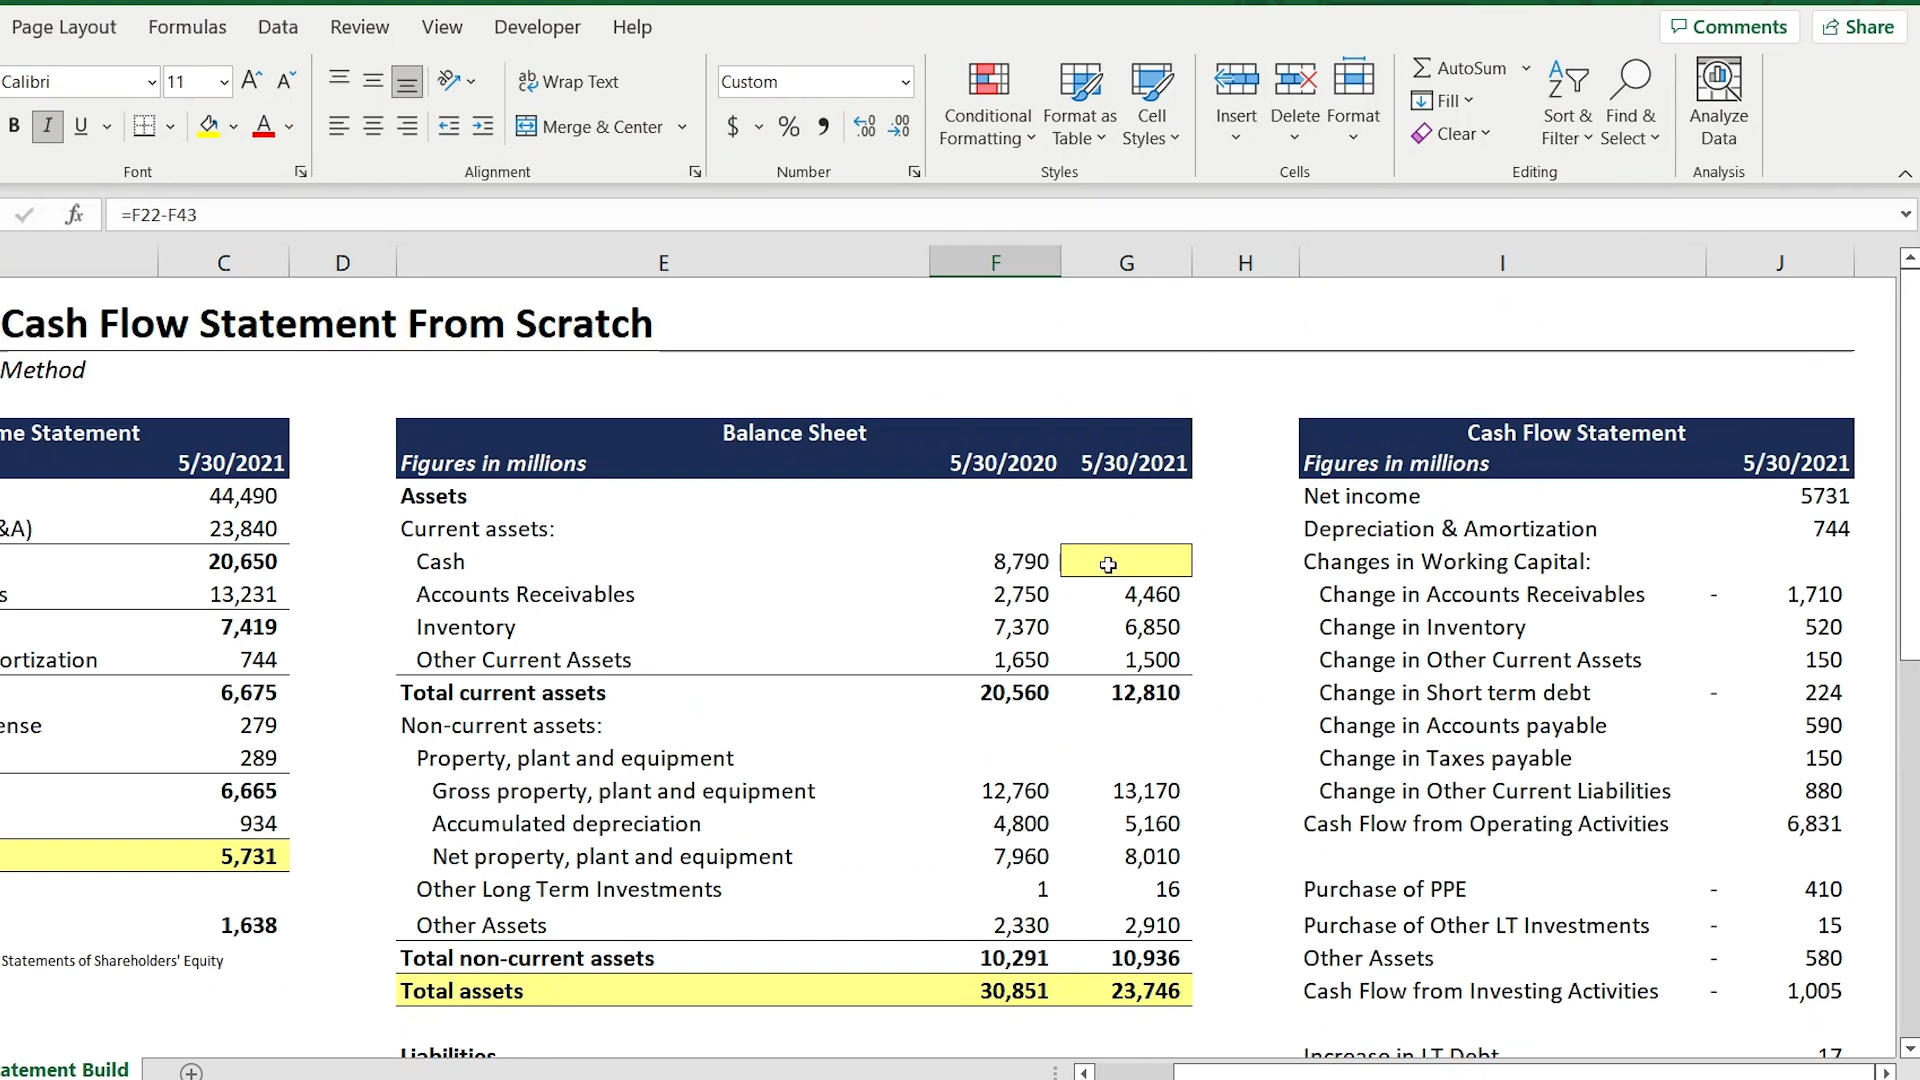 Page Layout Formulas Data Review View Developer Help Comments Share
Calibri 11 Wrap Text Custom AutoSum
Fill
Clear
B I U Merge & Center $ % Conditional Formatting Format as Table Cell Styles Insert Delete Format Sort & Filter Find & Select Analyze Data
Font Alignment Number Styles Cells Editing Analysis
fx =F22-F43
C D E F G H I J
Cash Flow Statement From Scratch
Method
me Statement
5/30/2021
44,490
&A) 23,840
20,650
s 13,231
7,419
ortization 744
6,675
ense 279
289
6,665
934
5,731
1,638
Statements of Shareholders' Equity
Balance Sheet
Figures in millions 5/30/2020 5/30/2021
Assets
Current assets:
Cash 8,790
Accounts Receivables 2,750 4,460
Inventory 7,370 6,850
Other Current Assets 1,650 1,500
Total current assets 20,560 12,810
Non-current assets:
Property, plant and equipment
Gross property, plant and equipment 12,760 13,170
Accumulated depreciation 4,800 5,160
Net property, plant and equipment 7,960 8,010
Other Long Term Investments 1 16
Other Assets 2,330 2,910
Total non-current assets 10,291 10,936
Total assets 30,851 23,746
Liabilities
Cash Flow Statement
Figures in millions 5/30/2021
Net income 5731
Depreciation & Amortization 744
Changes in Working Capital:
Change in Accounts Receivables - 1,710
Change in Inventory 520
Change in Other Current Assets 150
Change in Short term debt - 224
Change in Accounts payable 590
Change in Taxes payable 150
Change in Other Current Liabilities 880
Cash Flow from Operating Activities 6,831
Purchase of PPE - 410
Purchase of Other LT Investments - 15
Other Assets - 580
Cash Flow from Investing Activities - 1,005
Increase in LT Debt 17
atement Build